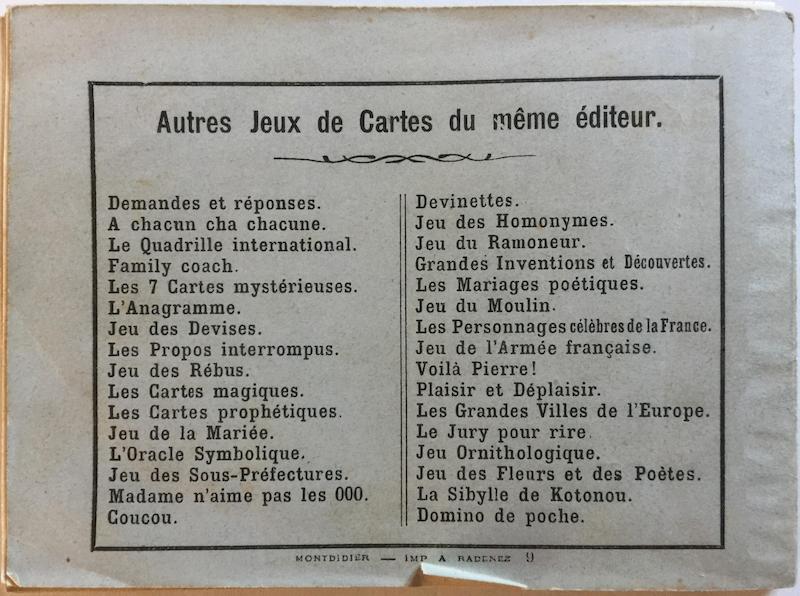 Autres Jeux de Cartes du même éditeur.
Demandes et réponses.
A chacun cha chacune.
Le Quadrille international.
Family coach.
Les 7 Cartes mystérieuses.
L'Anagramme.
Jeu des Devises.
Les Propos interrompus.
Jeu des Rébus.
Les Cartes magiques.
Les Cartes prophétiques.
Jeu de la Mariée.
L'Oracle Symbolique.
Jeu des Sous-Préfectures.
Madame n'aime pas les OOO.
Coucou.
Devinettes.
Jeu des Homonymes.
Jeu du Ramoneur.
Grandes Inventions et Découvertes.
Les Mariages poétiques.
Jeu du Moulin.
Les Personnages célèbres de la France.
Jeu de l'Armée française.
Voilà Pierre!
Plaisir et Déplaisir.
Les Grandes Villes de l'Europe.
Le Jury pour rire.
Jeu Ornithologique.
Jeu des Fleurs et des Poètes.
La Sibylle de Kotonou.
Domino de poche.
MONTDIDIER — IMP A. RADENEZ 9